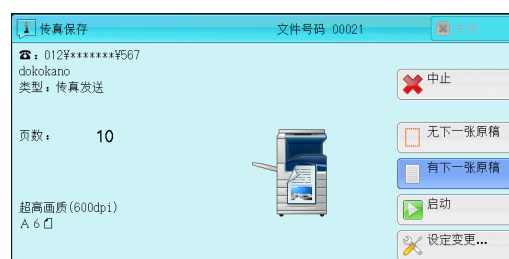 传真保存
文件号码 00021
☎：012¥*******¥567
dokokano
类型：传真发送
页数： 10
超高画质(600dpi)
A6
中止
无下一张原稿
有下一张原稿
启动
设定变更...